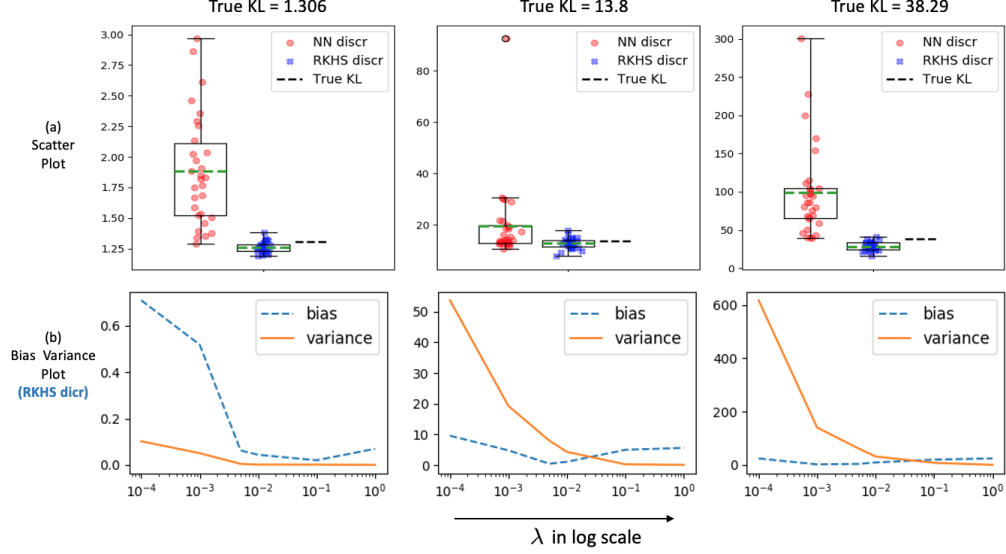 True KL = 1.306
True KL = 13.8
True KL = 38.29
(a)
Scatter
Plot
3.00
2.75
2.50
2.25
2.00
1.75
1.50
1.25
NN discr
RKHS discr
True KL
80
60
40
20
NN discr
RKHS discr
True KL
300
250
200
150
100
50
0
NN discr
RKHS discr
True KL
(b)
Bias Variance
Plot
(RKHS dicr)
0.6
0.4
0.2
0.0
bias
variance
10⁻⁴ 10⁻³ 10⁻² 10⁻¹ 10⁰
50
40
30
20
10
0
bias
variance
10⁻⁴ 10⁻³ 10⁻² 10⁻¹ 10⁰
600
400
200
0
bias
variance
10⁻⁴ 10⁻³ 10⁻² 10⁻¹ 10⁰
λ in log scale